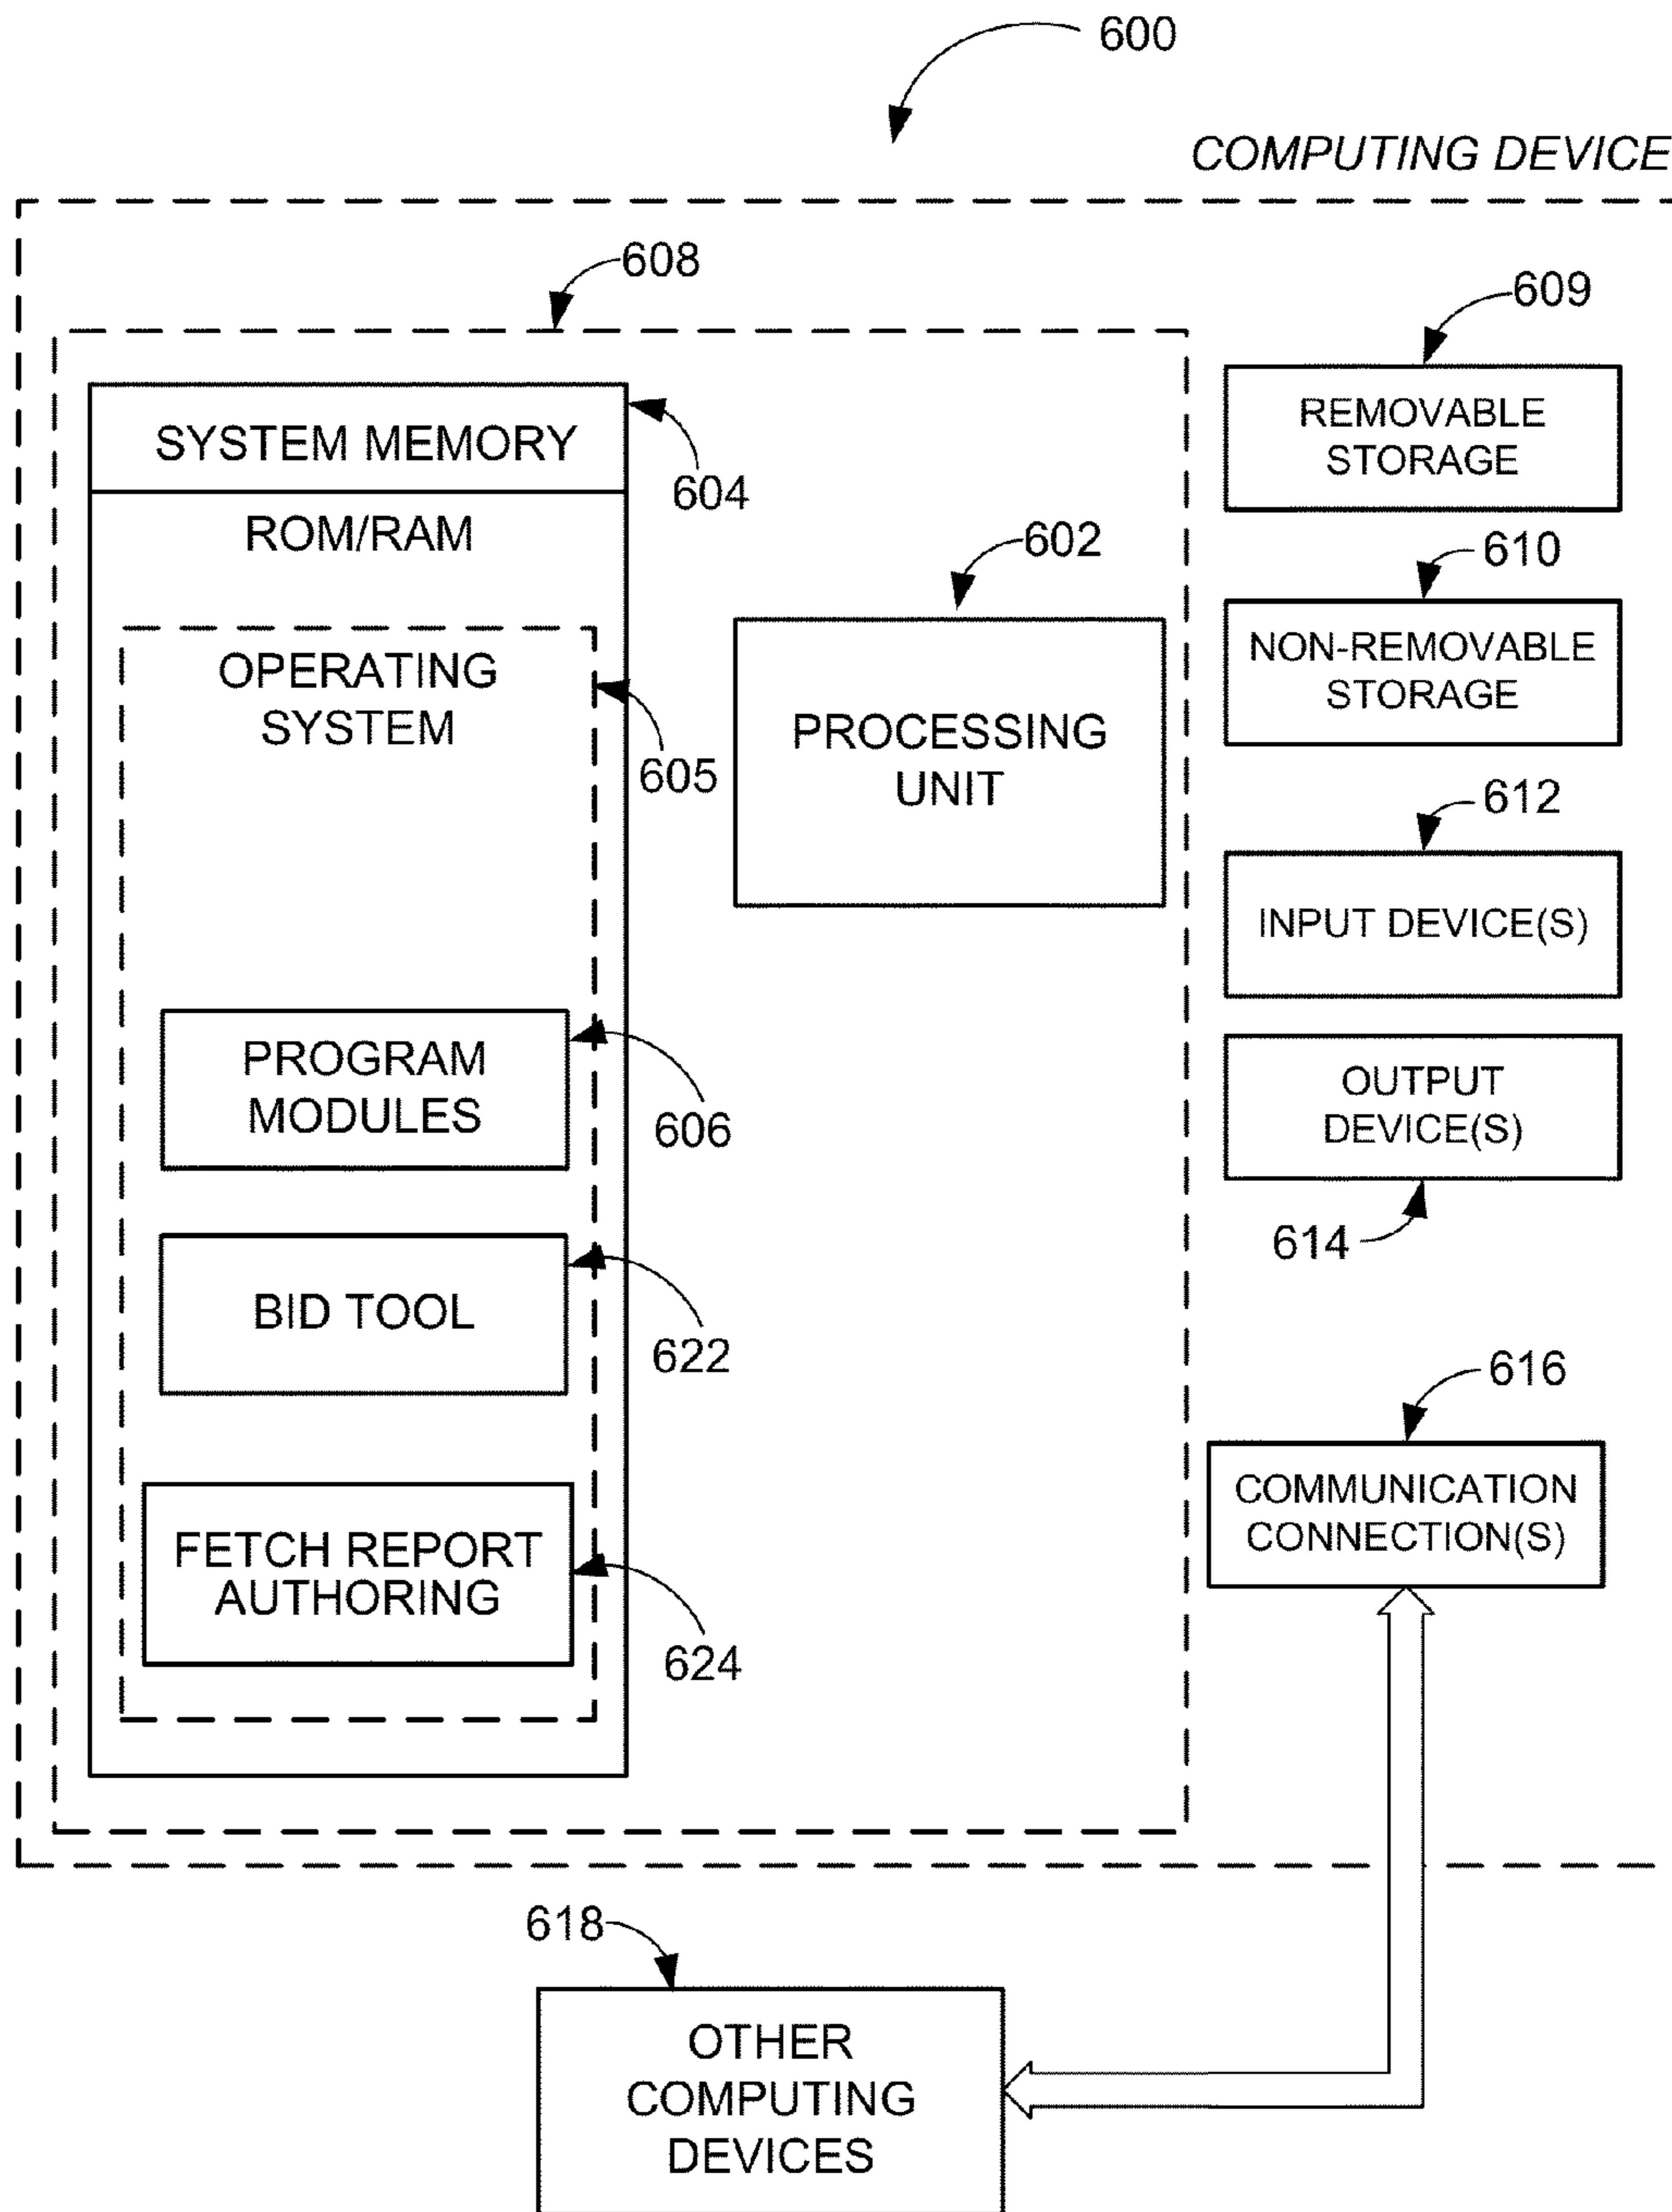 600
COMPUTING DEVICE
608
609
REMOVABLE
STORAGE
SYSTEM MEMORY
604
ROM/RAM
602
610
NON-REMOVABLE
STORAGE
OPERATING
SYSTEM
605
PROCESSING
UNIT
612
INPUT DEVICE(S)
PROGRAM
MODULES
606
OUTPUT
DEVICE(S)
614
BID TOOL
622
616
COMMUNICATION
CONNECTION(S)
FETCH REPORT
AUTHORING
624
618
OTHER
COMPUTING
DEVICES